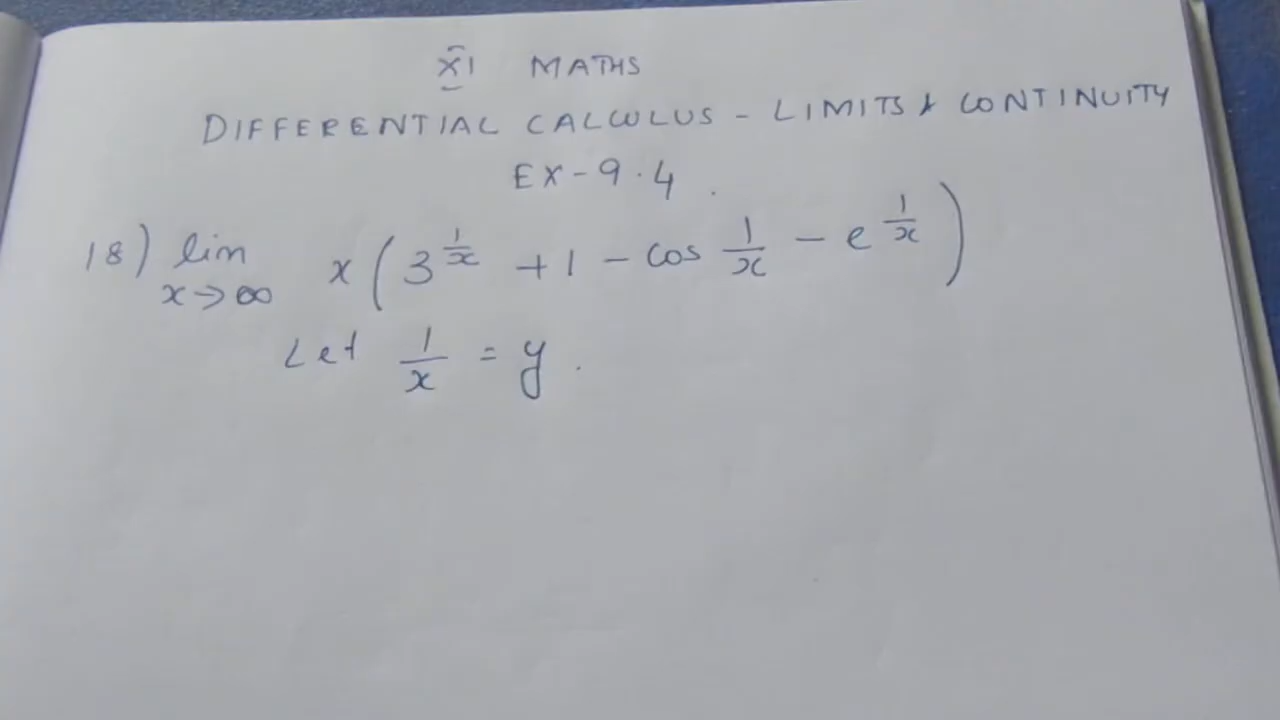 XI MATHS
DIFFERENTIAL CALCULUS - LIMITS & CONTINUITY
EX - 9.4.
18) lim x→∞ x(3^(1/x) + 1 - cos 1/x - e^(1/x))
Let 1/x = y.